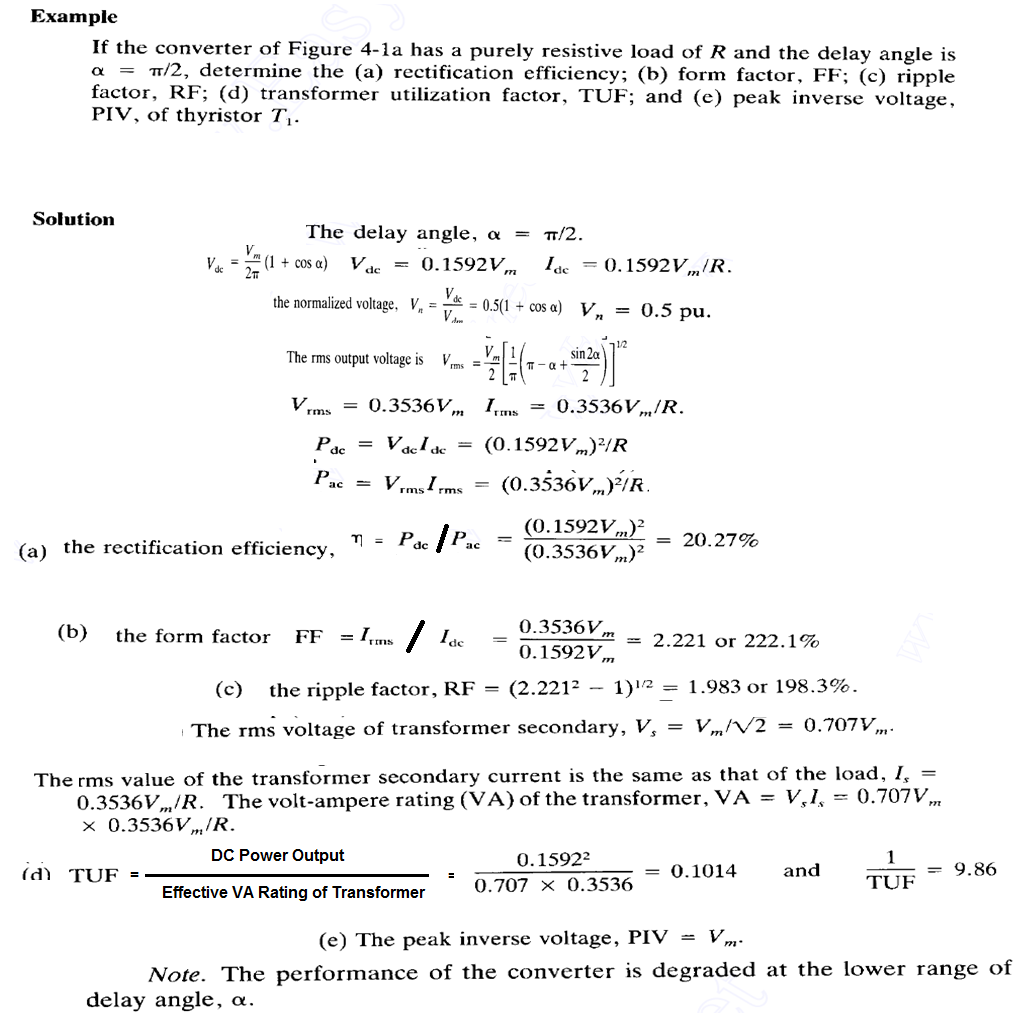 Example
If the converter of Figure 4-1a has a purely resistive load of R and the delay angle is
α = π/2, determine the (a) rectification efficiency; (b) form factor, FF; (c) ripple
factor, RF; (d) transformer utilization factor, TUF; and (e) peak inverse voltage,
PIV, of thyristor T₁.
Solution
The delay angle, α = π/2.
V_dc = V_m/2π (1 + cos α) V_dc = 0.1592V_m I_dc = 0.1592V_m/R.
the normalized voltage, V_n = V_dc/V_dm = 0.5(1 + cos α) V_n = 0.5 pu.
The rms output voltage is V_rms = V_m/2 [1/π (π − α + sin 2α/2)]^1/2
V_rms = 0.3536V_m I_rms = 0.3536V_m/R.
P_dc = V_dc I_dc = (0.1592V_m)²/R
P_ac = V_rms I_rms = (0.3536V_m)²/R.
(a) the rectification efficiency, η = P_dc / P_ac = (0.1592V_m)²/(0.3536V_m)² = 20.27%
(b) the form factor FF = I_rms / I_dc = 0.3536V_m/0.1592V_m = 2.221 or 222.1%
(c) the ripple factor, RF = (2.221² − 1)^1/2 = 1.983 or 198.3%.
The rms voltage of transformer secondary, V_s = V_m/√2 = 0.707V_m.
The rms value of the transformer secondary current is the same as that of the load, I_s =
0.3536V_m/R. The volt-ampere rating (VA) of the transformer, VA = V_s I_s = 0.707V_m
× 0.3536V_m/R.
(d) TUF = DC Power Output / Effective VA Rating of Transformer = 0.1592²/(0.707 × 0.3536) = 0.1014 and 1/TUF = 9.86
(e) The peak inverse voltage, PIV = V_m.
Note. The performance of the converter is degraded at the lower range of
delay angle, α.